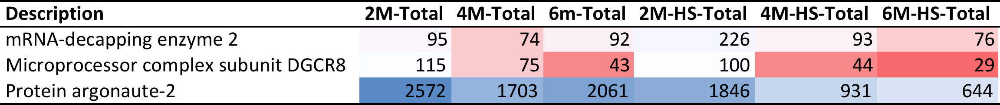 Description 2M-Total 4M-Total 6m-Total 2M-HS-Total 4M-HS-Total 6M-HS-Total
mRNA-decapping enzyme 2 95 74 92 226 93 76
Microprocessor complex subunit DGCR8 115 75 43 100 44 29
Protein argonaute-2 2572 1703 2061 1846 931 644